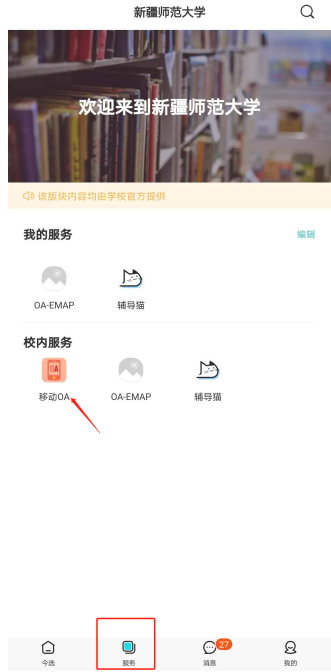 新疆师范大学
欢迎来到新疆师范大学
该版块内容均由学校官方提供
我的服务 编辑
OA-EMAP 辅导猫
校内服务
OA
移动OA OA-EMAP 辅导猫
27
今选 服务 消息 我的